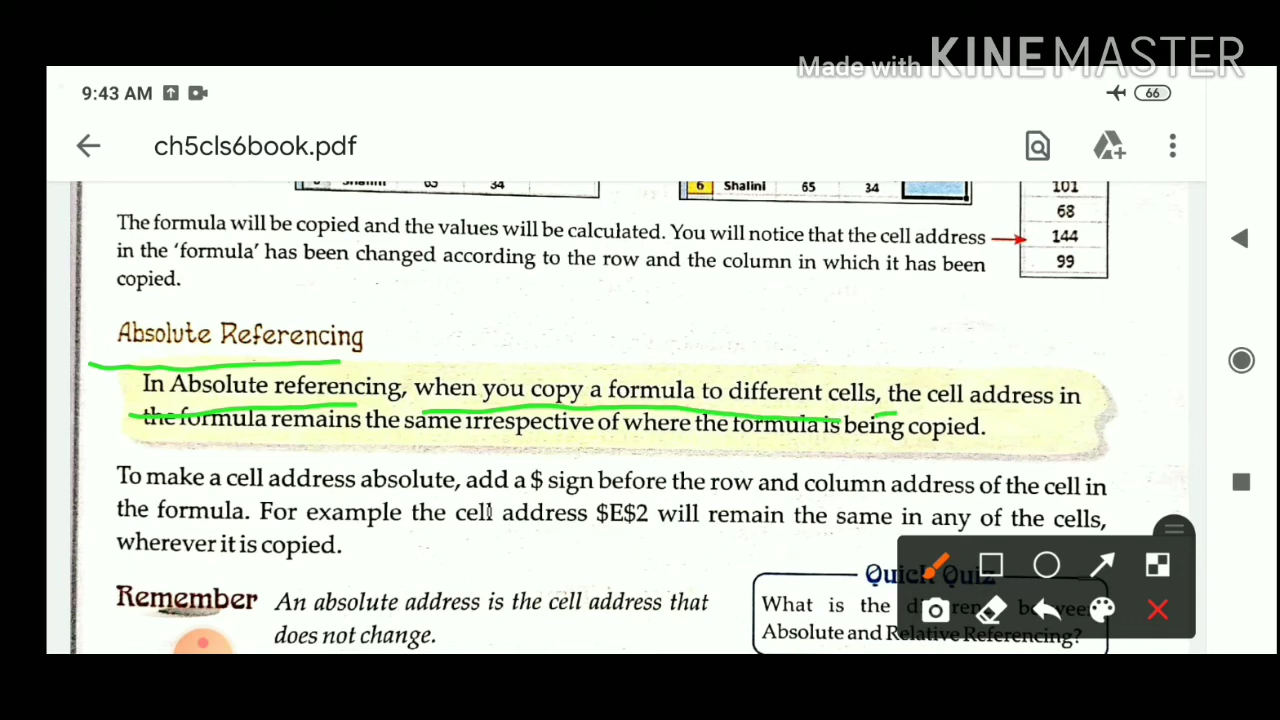 Made with KINEMASTER
9:43 AM 66
ch5cls6book.pdf
6 Shalini 65 34
101
68
144
99
The formula will be copied and the values will be calculated. You will notice that the cell address
in the 'formula' has been changed according to the row and the column in which it has been
copied.
Absolute Referencing
In Absolute referencing, when you copy a formula to different cells, the cell address in
the formula remains the same irrespective of where the formula is being copied.
To make a cell address absolute, add a $ sign before the row and column address of the cell in
the formula. For example the cell address $E$2 will remain the same in any of the cells,
wherever it is copied.
Remember An absolute address is the cell address that
does not change.
Quick Quiz
What is the
Absolute and Relative Referencing?